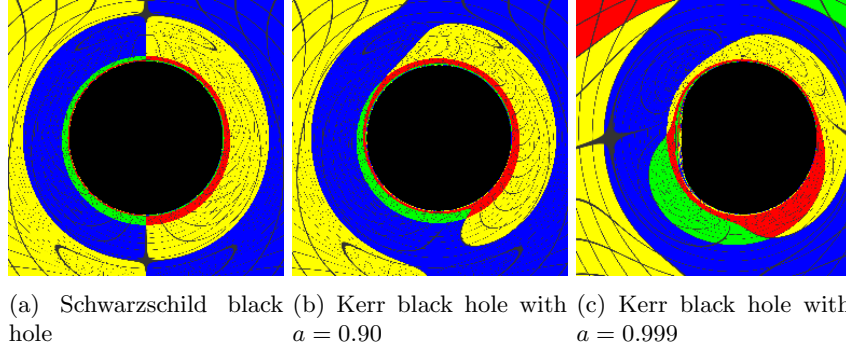 (a) Schwarzschild black hole
(b) Kerr black hole with a = 0.90
(c) Kerr black hole with a = 0.999